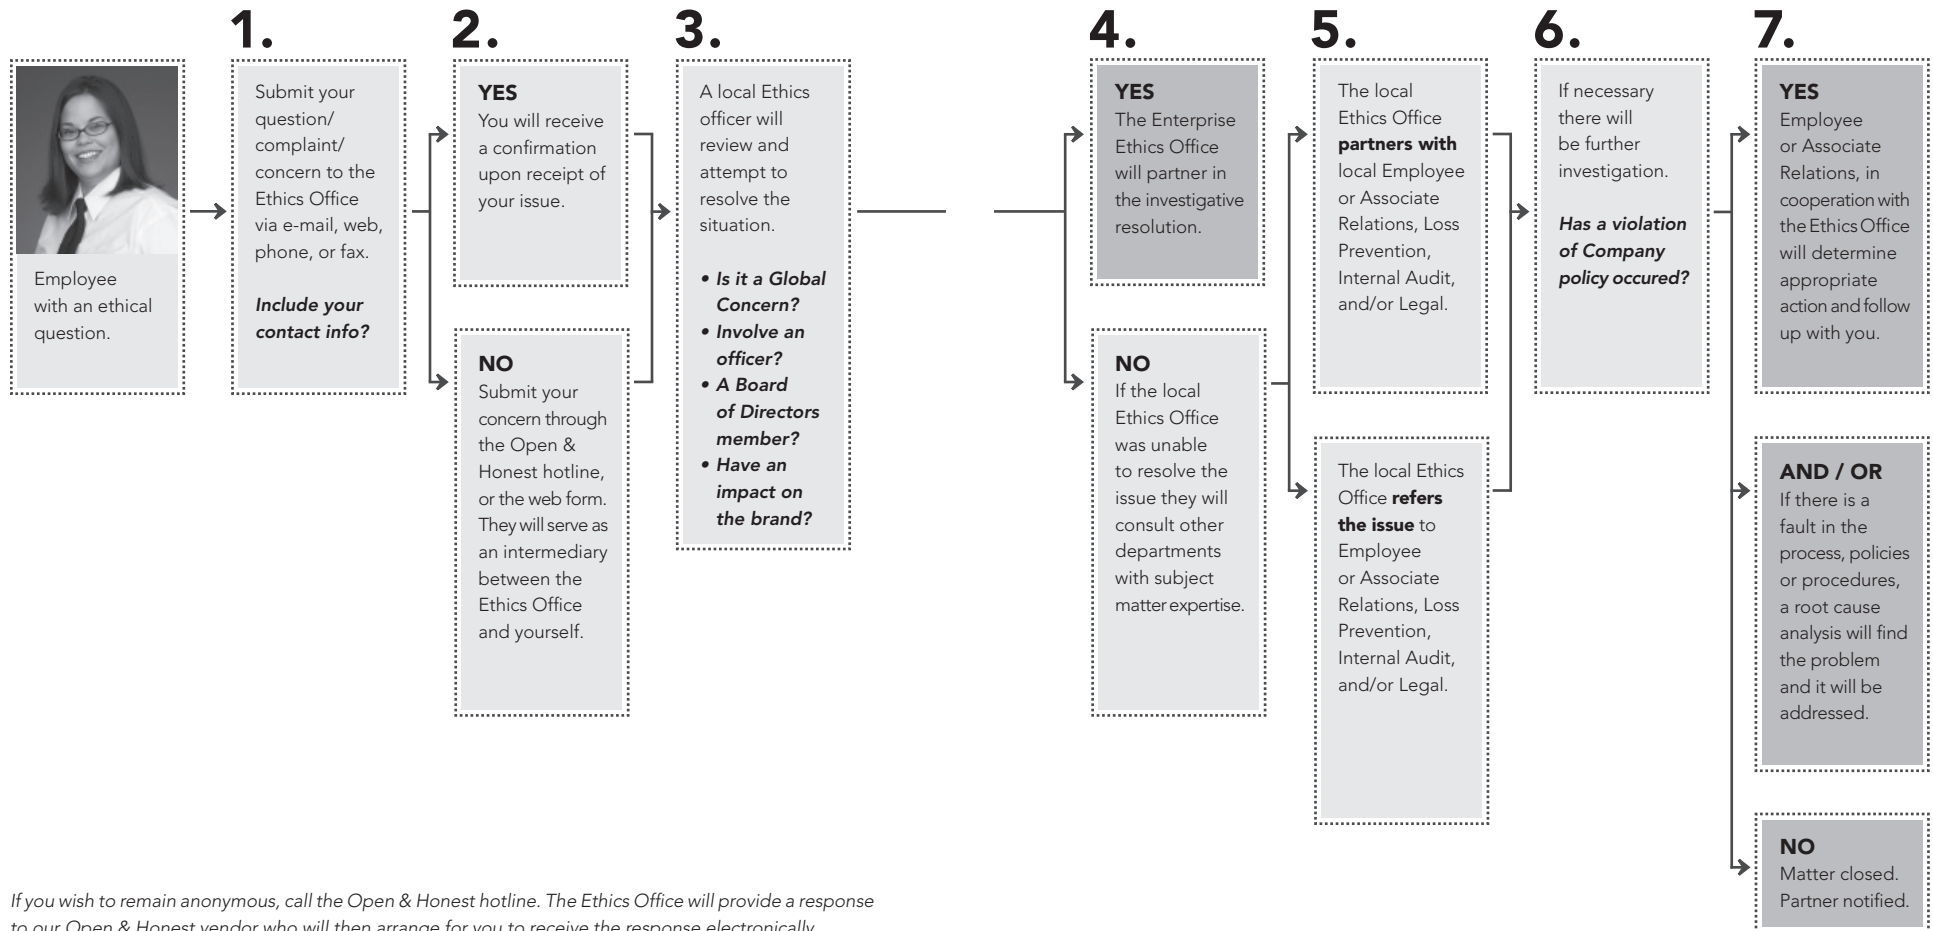 1.
2.
3.
4.
5.
6.
7.
Employee
with an ethical
question.
Submit your
question/
complaint/
concern to the
Ethics Office
via e-mail, web,
phone, or fax.
Include your
contact info?
YES
You will receive
a confirmation
upon receipt of
your issue.
NO
Submit your
concern through
the Open &
Honest hotline,
or the web form.
They will serve as
an intermediary
between the
Ethics Office
and yourself.
A local Ethics
officer will
review and
attempt to
resolve the
situation.
• Is it a Global
Concern?
• Involve an
officer?
• A Board
of Directors
member?
• Have an
impact on
the brand?
YES
The Enterprise
Ethics Office
will partner in
the investigative
resolution.
NO
If the local
Ethics Office
was unable
to resolve the
issue they will
consult other
departments
with subject
matter expertise.
The local
Ethics Office
partners with
local Employee
or Associate
Relations, Loss
Prevention,
Internal Audit,
and/or Legal.
The local Ethics
Office refers
the issue to
Employee
or Associate
Relations, Loss
Prevention,
Internal Audit,
and/or Legal.
If necessary
there will
be further
investigation.
Has a violation
of Company
policy occured?
YES
Employee
or Associate
Relations, in
cooperation with
the Ethics Office
will determine
appropriate
action and follow
up with you.
AND / OR
If there is a
fault in the
process, policies
or procedures,
a root cause
analysis will find
the problem
and it will be
addressed.
NO
Matter closed.
Partner notified.
If you wish to remain anonymous, call the Open & Honest hotline. The Ethics Office will provide a response
to our Open & Honest vendor who will then arrange for you to receive the response electronically